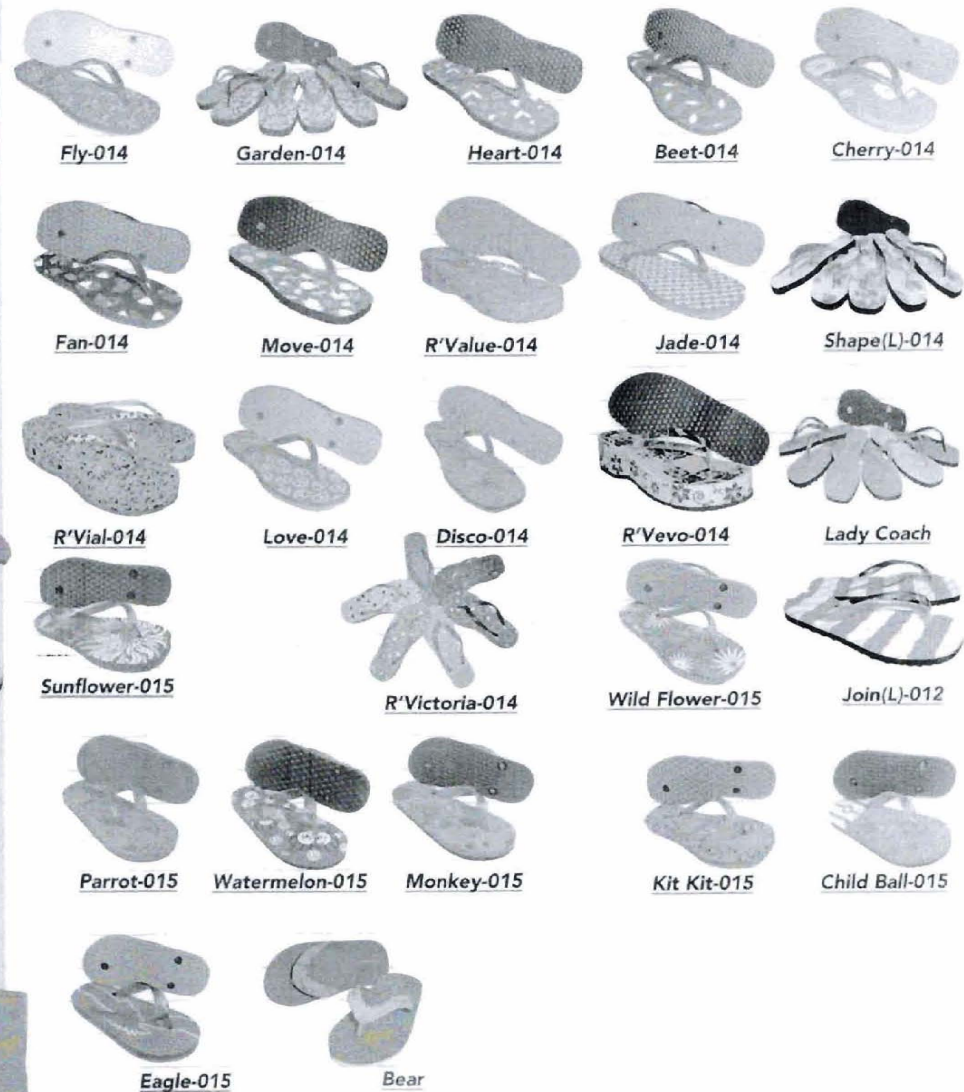 Fly-014 Garden-014 Heart-014 Beet-014 Cherry-014
Fan-014 Move-014 R'Value-014 Jade-014 Shape(L)-014
R'Vial-014 Love-014 Disco-014 R'Vevo-014 Lady Coach
Sunflower-015 R'Victoria-014 Wild Flower-015 Join(L)-012
Parrot-015 Watermelon-015 Monkey-015 Kit Kit-015 Child Ball-015
Eagle-015 Bear